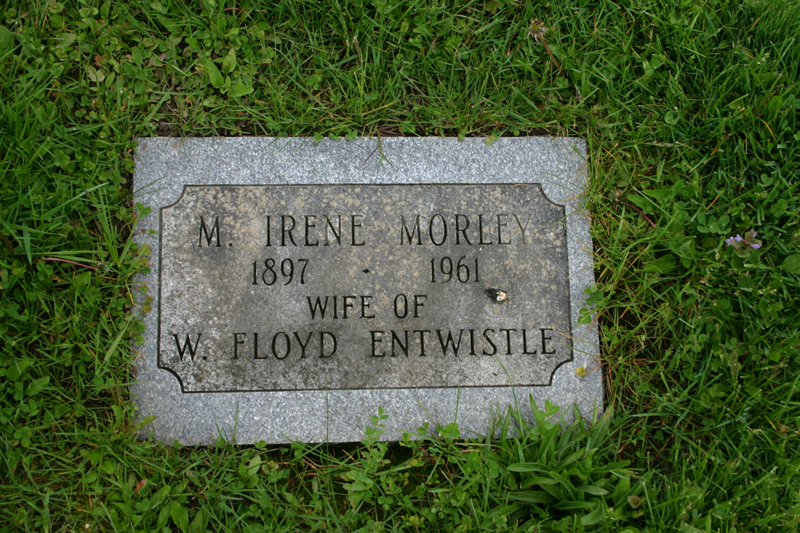 M. IRENE MORLEY
1897 · 1961
WIFE OF
W. FLOYD ENTWISTLE